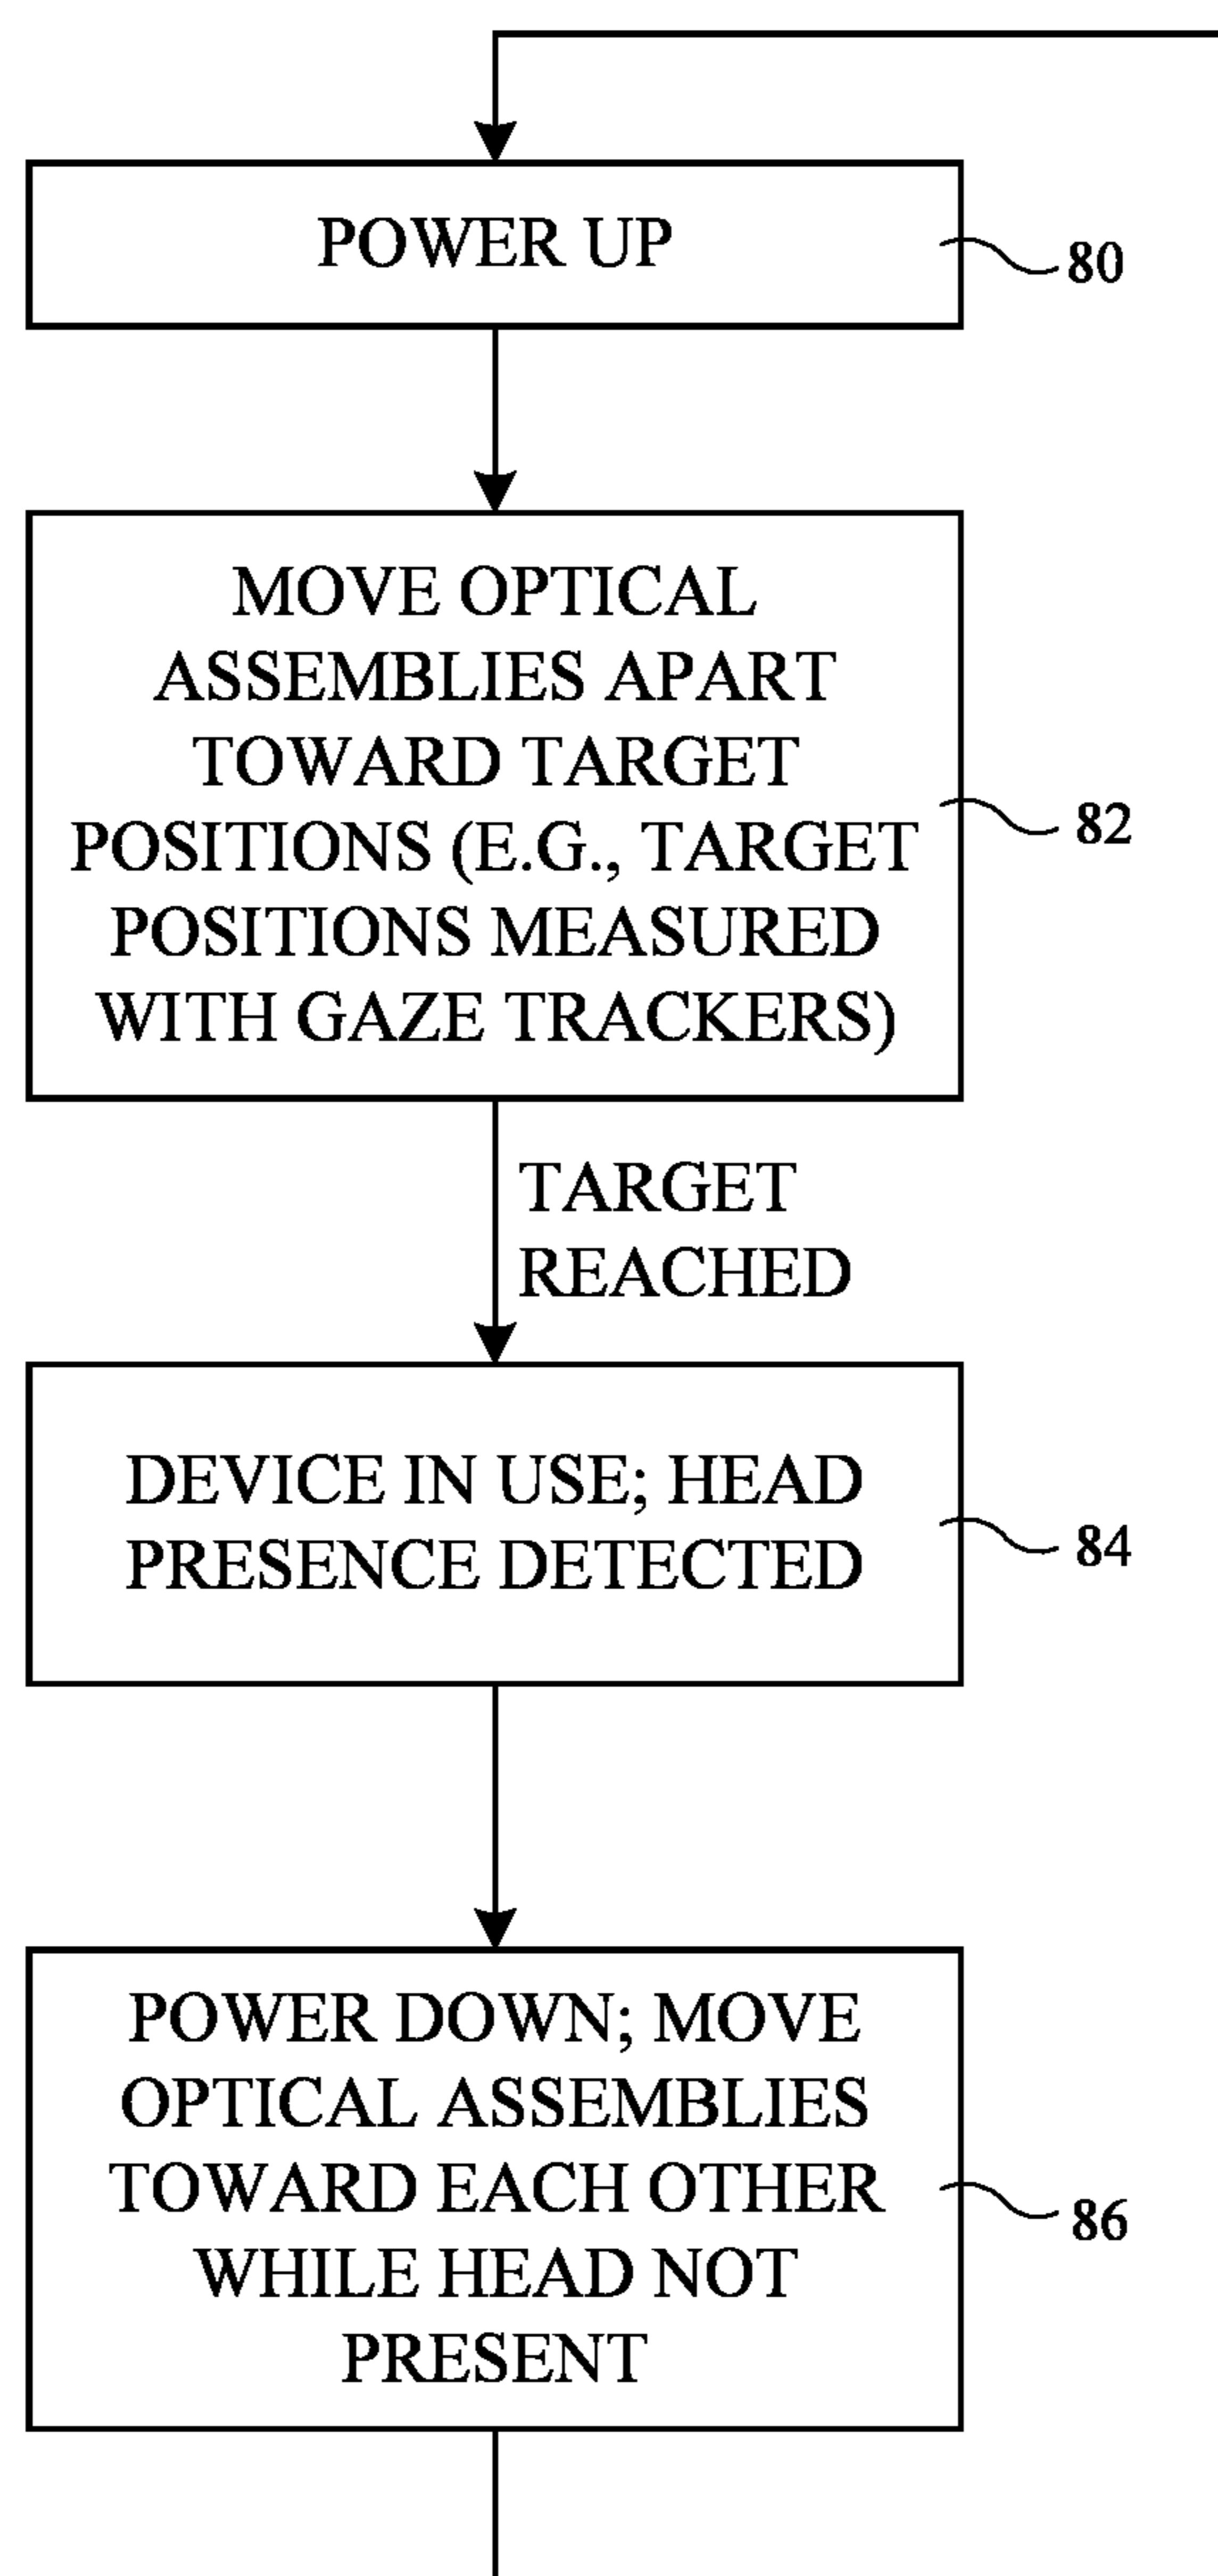 POWER UP
80
MOVE OPTICAL
ASSEMBLIES APART
TOWARD TARGET
POSITIONS (E.G., TARGET
POSITIONS MEASURED
WITH GAZE TRACKERS)
82
TARGET
REACHED
DEVICE IN USE; HEAD
PRESENCE DETECTED
84
POWER DOWN; MOVE
OPTICAL ASSEMBLIES
TOWARD EACH OTHER
WHILE HEAD NOT
PRESENT
86